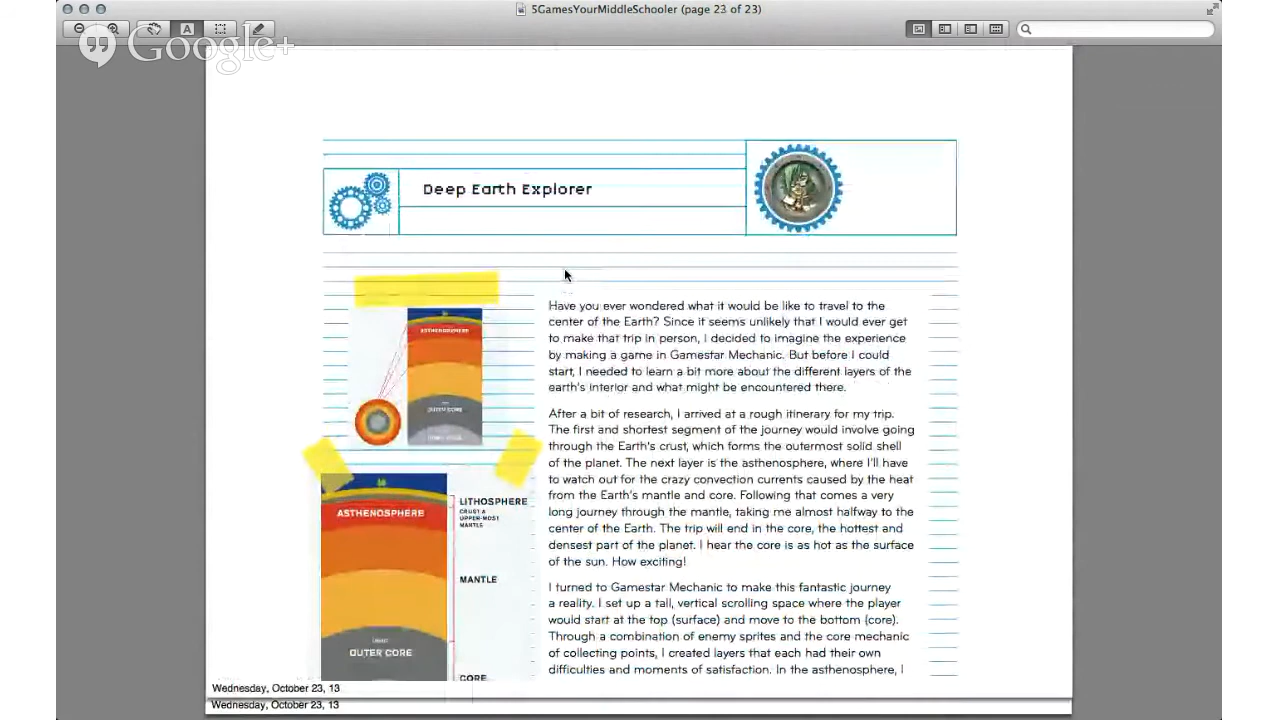 5GamesYourMiddleSchooler (page 23 of 23)
Google+
Deep Earth Explorer
ASTHENOSPHERE
OUTER CORE
Have you ever wondered what it would be like to travel to the
center of the Earth? Since it seems unlikely that I would ever get
to make that trip in person, I decided to imagine the experience
by making a game in Gamestar Mechanic. But before I could
start, I needed to learn a bit more about the different layers of the
earth's interior and what might be encountered there.
After a bit of research, I arrived at a rough itinerary for my trip.
The first and shortest segment of the journey would involve going
through the Earth's crust, which forms the outermost solid shell
of the planet. The next layer is the asthenosphere, where I'll have
to watch out for the crazy convection currents caused by the heat
from the Earth's mantle and core. Following that comes a very
long journey through the mantle, taking me almost halfway to the
center of the Earth. The trip will end in the core, the hottest and
densest part of the planet. I hear the core is as hot as the surface
of the sun. How exciting!
I turned to Gamestar Mechanic to make this fantastic journey
a reality. I set up a tall, vertical scrolling space where the player
would start at the top (surface) and move to the bottom (core).
Through a combination of enemy sprites and the core mechanic
of collecting points, I created layers that each had their own
difficulties and moments of satisfaction. In the asthenosphere, I
ASTHENOSPHERE
LITHOSPHERE
CRUST &
UPPER-MOST
MANTLE
MANTLE
OUTER CORE
CORE
Wednesday, October 23, 13
Wednesday, October 23, 13